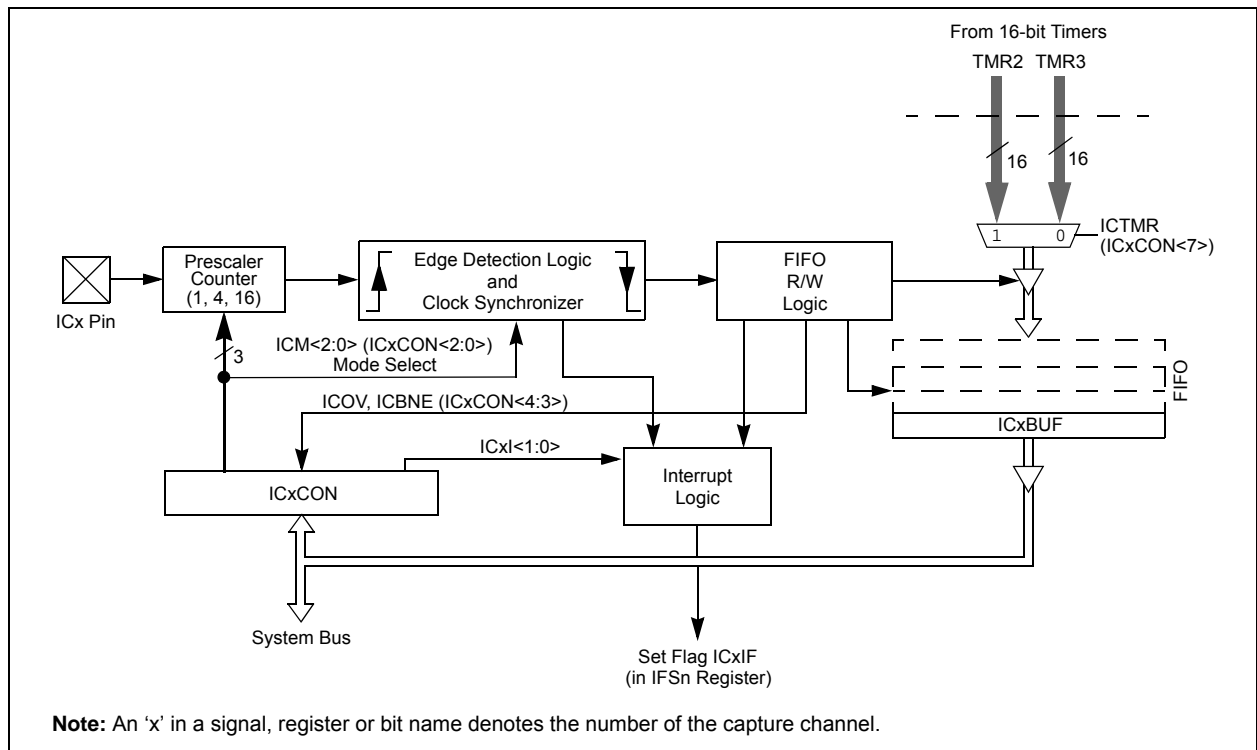 From 16-bit Timers
TMR2 TMR3
16 16
1 0
ICTMR
(ICxCON<7>)
Prescaler
Counter
(1, 4, 16)
Edge Detection Logic
and
Clock Synchronizer
FIFO
R/W
Logic
ICx Pin
3
ICM<2:0> (ICxCON<2:0>)
Mode Select
FIFO
ICOV, ICBNE (ICxCON<4:3>)
ICxBUF
ICxI<1:0>
ICxCON
Interrupt
Logic
System Bus
Set Flag ICxIF
(in IFSn Register)
Note: An ‘x’ in a signal, register or bit name denotes the number of the capture channel.